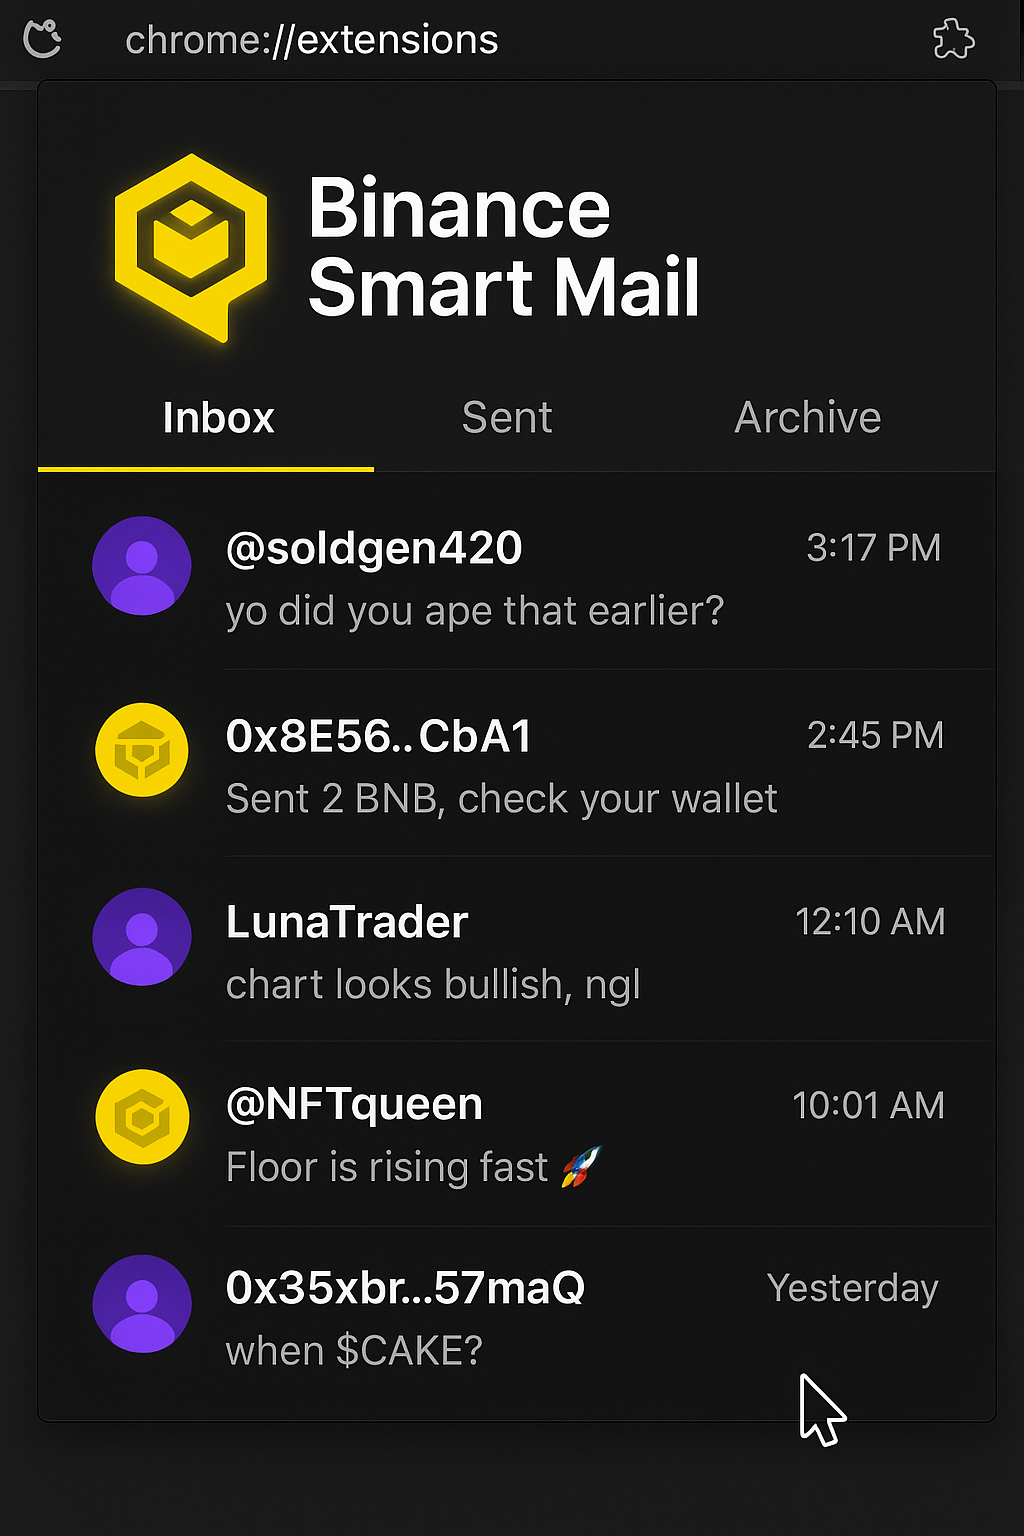 chrome://extensions
Binance
Smart Mail
Inbox Sent Archive
@soldgen420 3:17 PM
yo did you ape that earlier?
0x8E56..CbA1 2:45 PM
Sent 2 BNB, check your wallet
LunaTrader 12:10 AM
chart looks bullish, ngl
@NFTqueen 10:01 AM
Floor is rising fast 🚀
0x35xbr...57maQ Yesterday
when $CAKE?